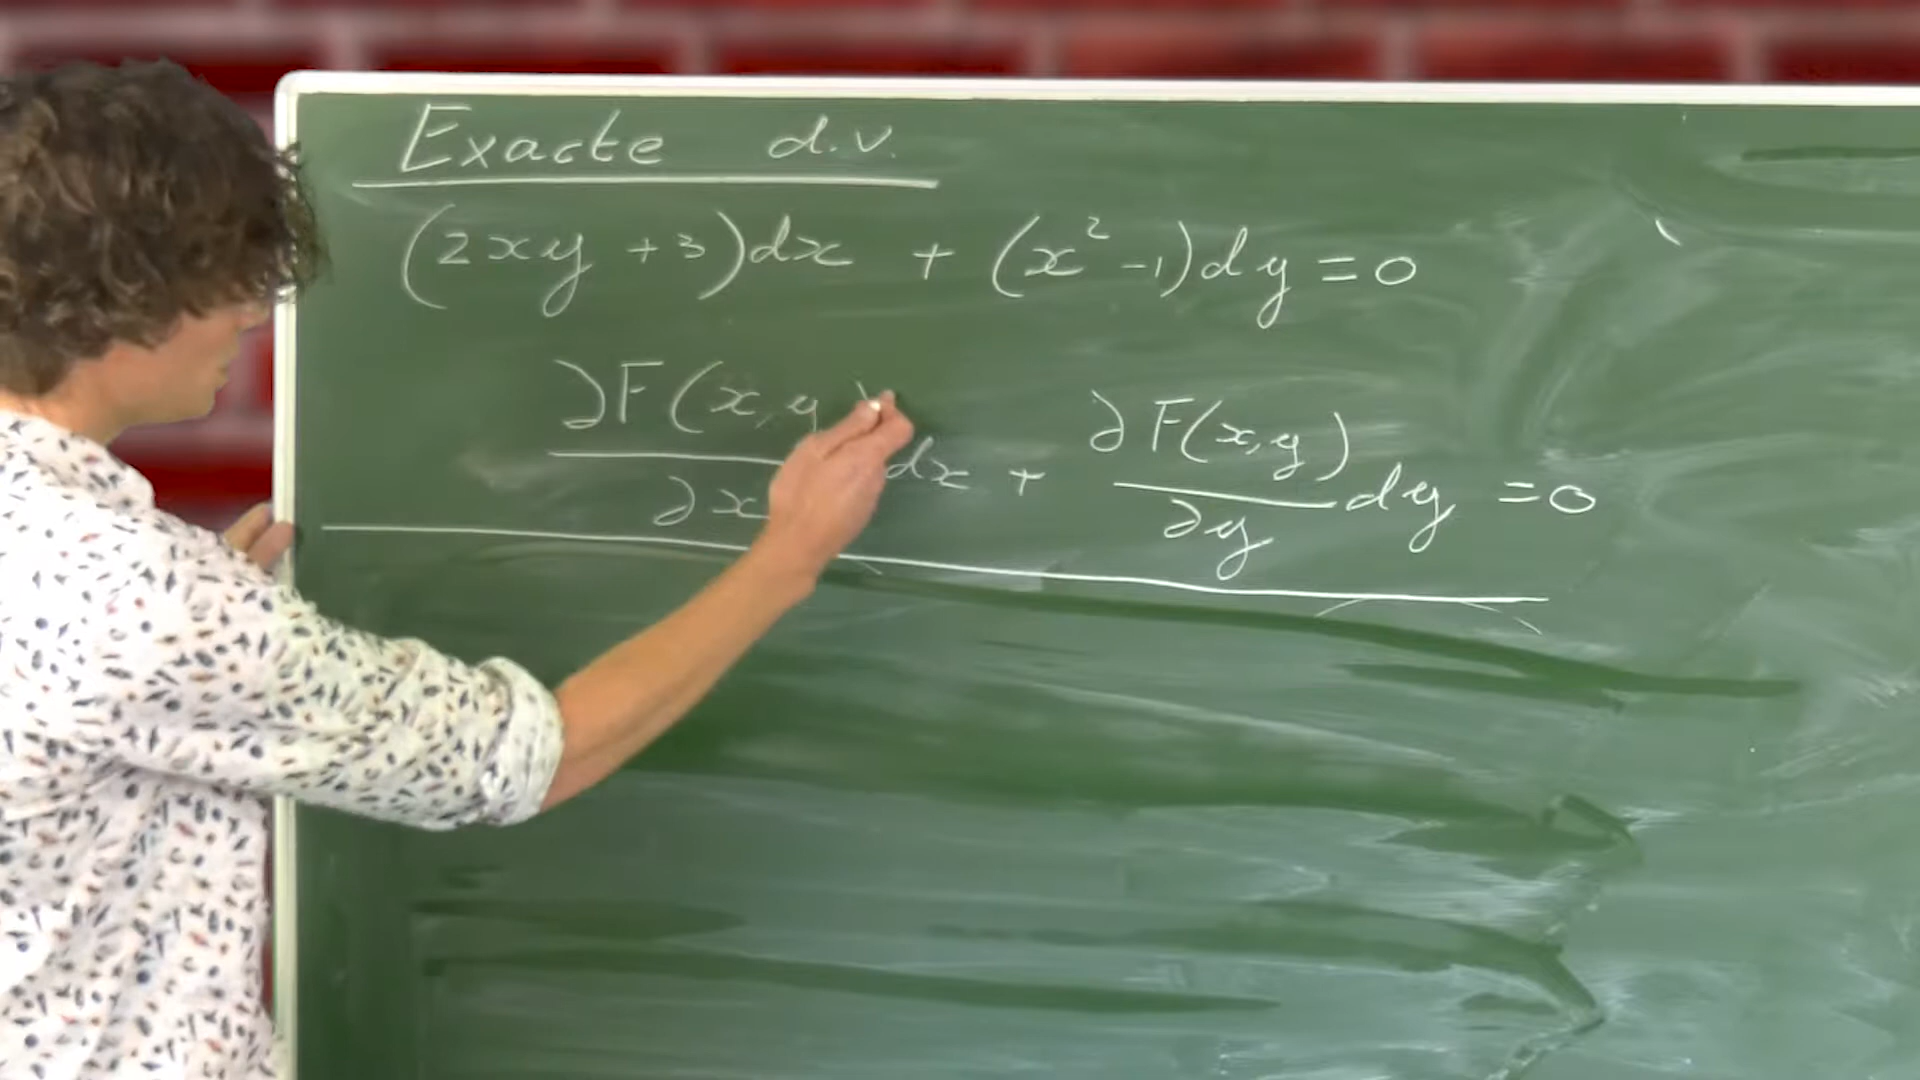 Exacte d.v.
(2xy + 3)dx + (x² - 1)dy = 0
∂F(x,y)/∂x dx + ∂F(x,y)/∂y dy = 0